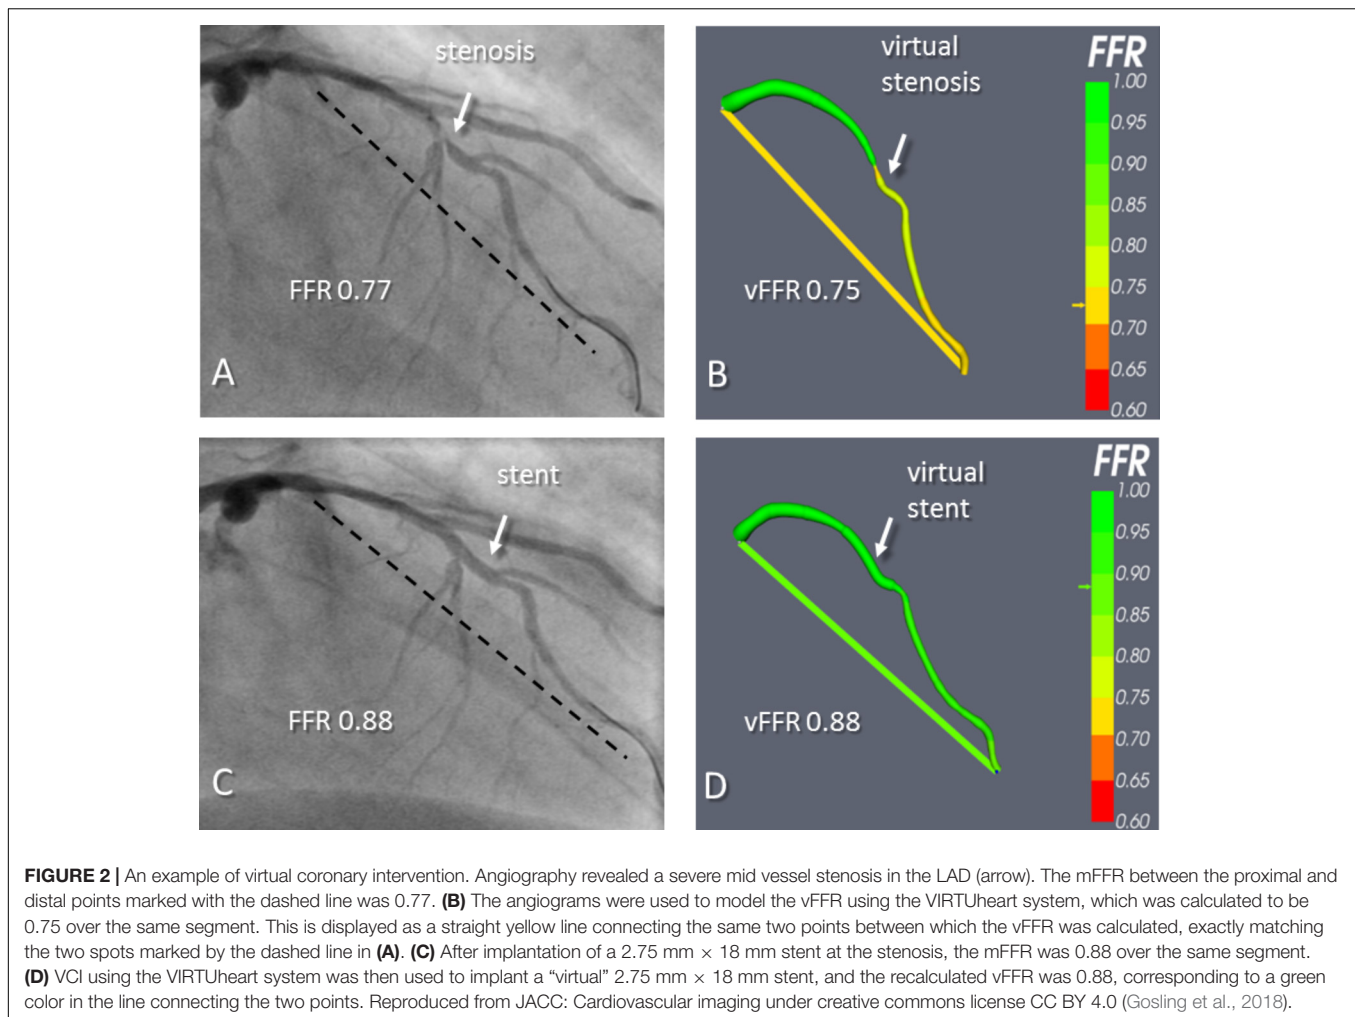 stenosis
FFR 0.77
A
virtual
stenosis
vFFR 0.75
B
FFR
1.00
0.95
0.90
0.85
0.80
0.75
0.70
0.65
0.60
stent
FFR 0.88
C
virtual
stent
vFFR 0.88
D
FFR
1.00
0.95
0.90
0.85
0.80
0.75
0.70
0.65
0.60
FIGURE 2 | An example of virtual coronary intervention. Angiography revealed a severe mid vessel stenosis in the LAD (arrow). The mFFR between the proximal and
distal points marked with the dashed line was 0.77. (B) The angiograms were used to model the vFFR using the VIRTUheart system, which was calculated to be
0.75 over the same segment. This is displayed as a straight yellow line connecting the same two points between which the vFFR was calculated, exactly matching
the two spots marked by the dashed line in (A). (C) After implantation of a 2.75 mm × 18 mm stent at the stenosis, the mFFR was 0.88 over the same segment.
(D) VCI using the VIRTUheart system was then used to implant a “virtual” 2.75 mm × 18 mm stent, and the recalculated vFFR was 0.88, corresponding to a green
color in the line connecting the two points. Reproduced from JACC: Cardiovascular imaging under creative commons license CC BY 4.0 (Gosling et al., 2018).